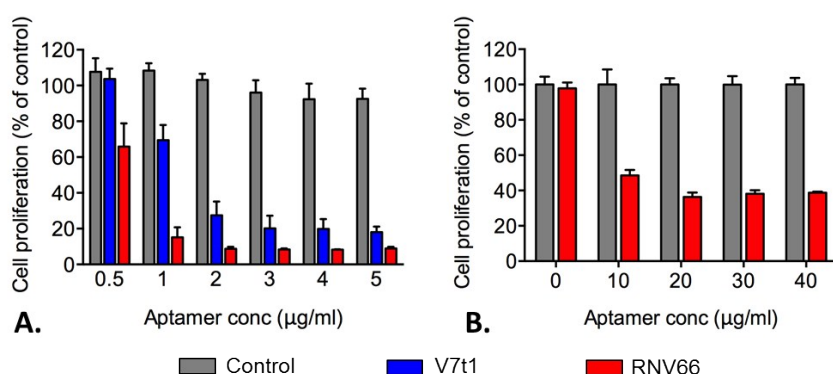 Cell proliferation (% of control)
120
100
80
60
40
20
0
0.5 1 2 3 4 5
Aptamer conc (µg/ml)
A.
Cell proliferation (% of control)
120
100
80
60
40
20
0
0 10 20 30 40
Aptamer conc (µg/ml)
B.
Control V7t1 RNV66